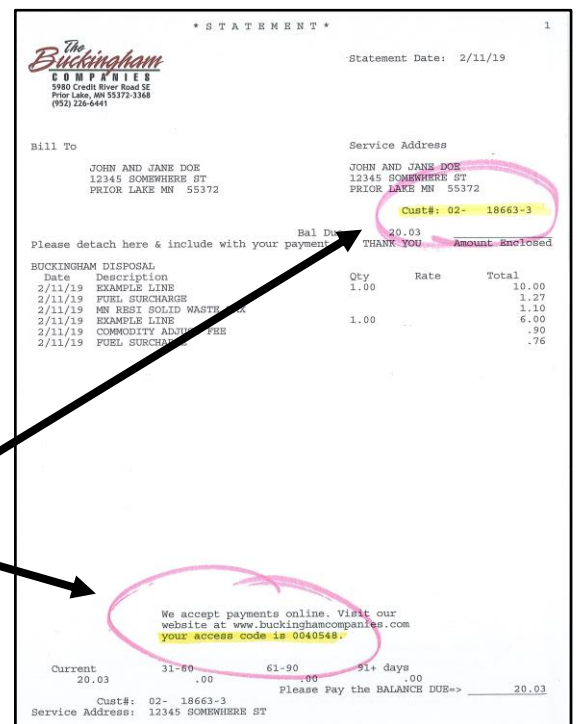 * S T A T E M E N T * 1
The
Buckingham
COMPANIES
5980 Credit River Road SE
Prior Lake, MN 55372-3368
(952) 226-6441
Statement Date: 2/11/19
Bill To Service Address
JOHN AND JANE DOE JOHN AND JANE DOE
12345 SOMEWHERE ST 12345 SOMEWHERE ST
PRIOR LAKE MN 55372 PRIOR LAKE MN 55372
Cust#: 02- 18663-3
Bal 20.03
Please detach here & include with your payment THANK YOU Amount Enclosed
BUCKINGHAM DISPOSAL
Date Description Qty Rate Total
2/11/19 EXAMPLE LINE 1.00 10.00
2/11/19 FUEL SURCHARGE 1.27
2/11/19 MN RESI SOLID WASTE 1.10
2/11/19 EXAMPLE LINE 1.00 6.00
2/11/19 COMMODITY FEE .90
2/11/19 FUEL .76
We accept payments online. Visit our
website at www.buckinghamcompanies.com
your access code is 0040548.
Current 31-60 61-90 91+ days
20.03 .00 .00 .00
Please Pay the BALANCE DUE=> 20.03
Cust#: 02- 18663-3
Service Address: 12345 SOMEWHERE ST